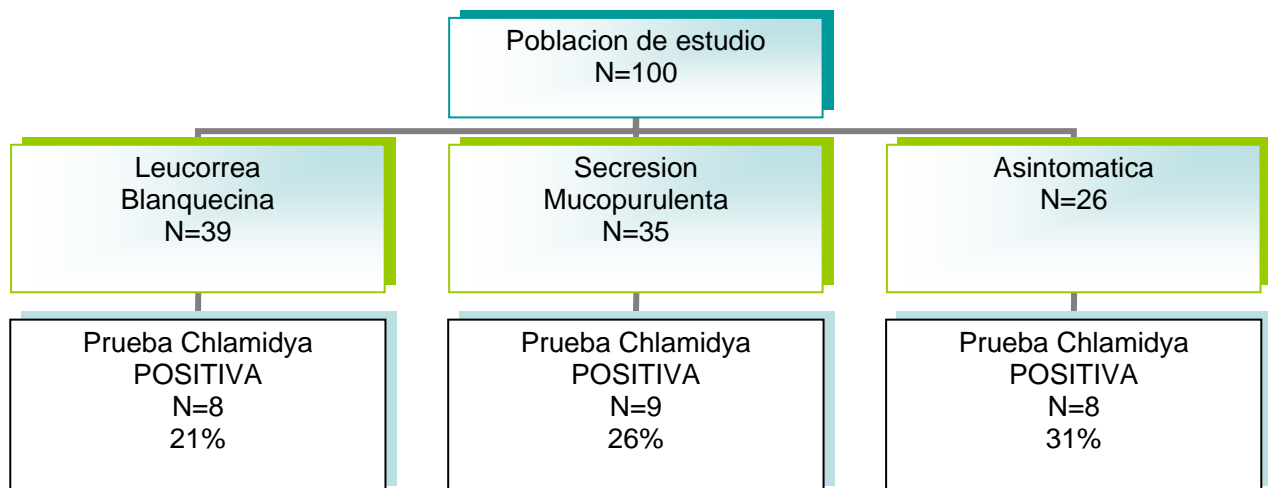 Poblacion de estudio
N=100
Leucorrea
Blanquecina
N=39
Secresion
Mucopurulenta
N=35
Asintomatica
N=26
Prueba Chlamidya
POSITIVA
N=8
21%
Prueba Chlamidya
POSITIVA
N=9
26%
Prueba Chlamidya
POSITIVA
N=8
31%